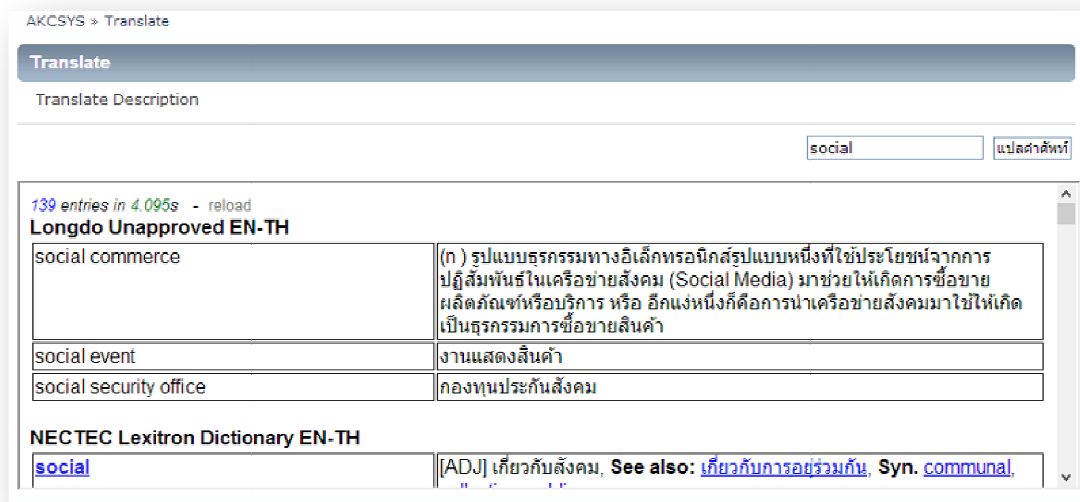 AKCSYS » Translate
Translate
Translate Description
social แปลคำศัพท์
139 entries in 4.095s - reload
Longdo Unapproved EN-TH
social commerce (n ) รูปแบบธุรกรรมทางอิเล็กทรอนิกส์รูปแบบหนึ่งที่ใช้ประโยชน์จากการ
ปฏิสัมพันธ์ในเครือข่ายสังคม (Social Media) มาช่วยให้เกิดการซื้อขาย
ผลิตภัณฑ์หรือบริการ หรือ อีกแง่หนึ่งก็คือการนำเครือข่ายสังคมมาใช้ให้เกิด
เป็นธุรกรรมการซื้อขายสินค้า
social event งานแสดงสินค้า
social security office กองทุนประกันสังคม
NECTEC Lexitron Dictionary EN-TH
social [ADJ] เกี่ยวกับสังคม, See also: เกี่ยวกับการอยู่ร่วมกัน, Syn. communal,